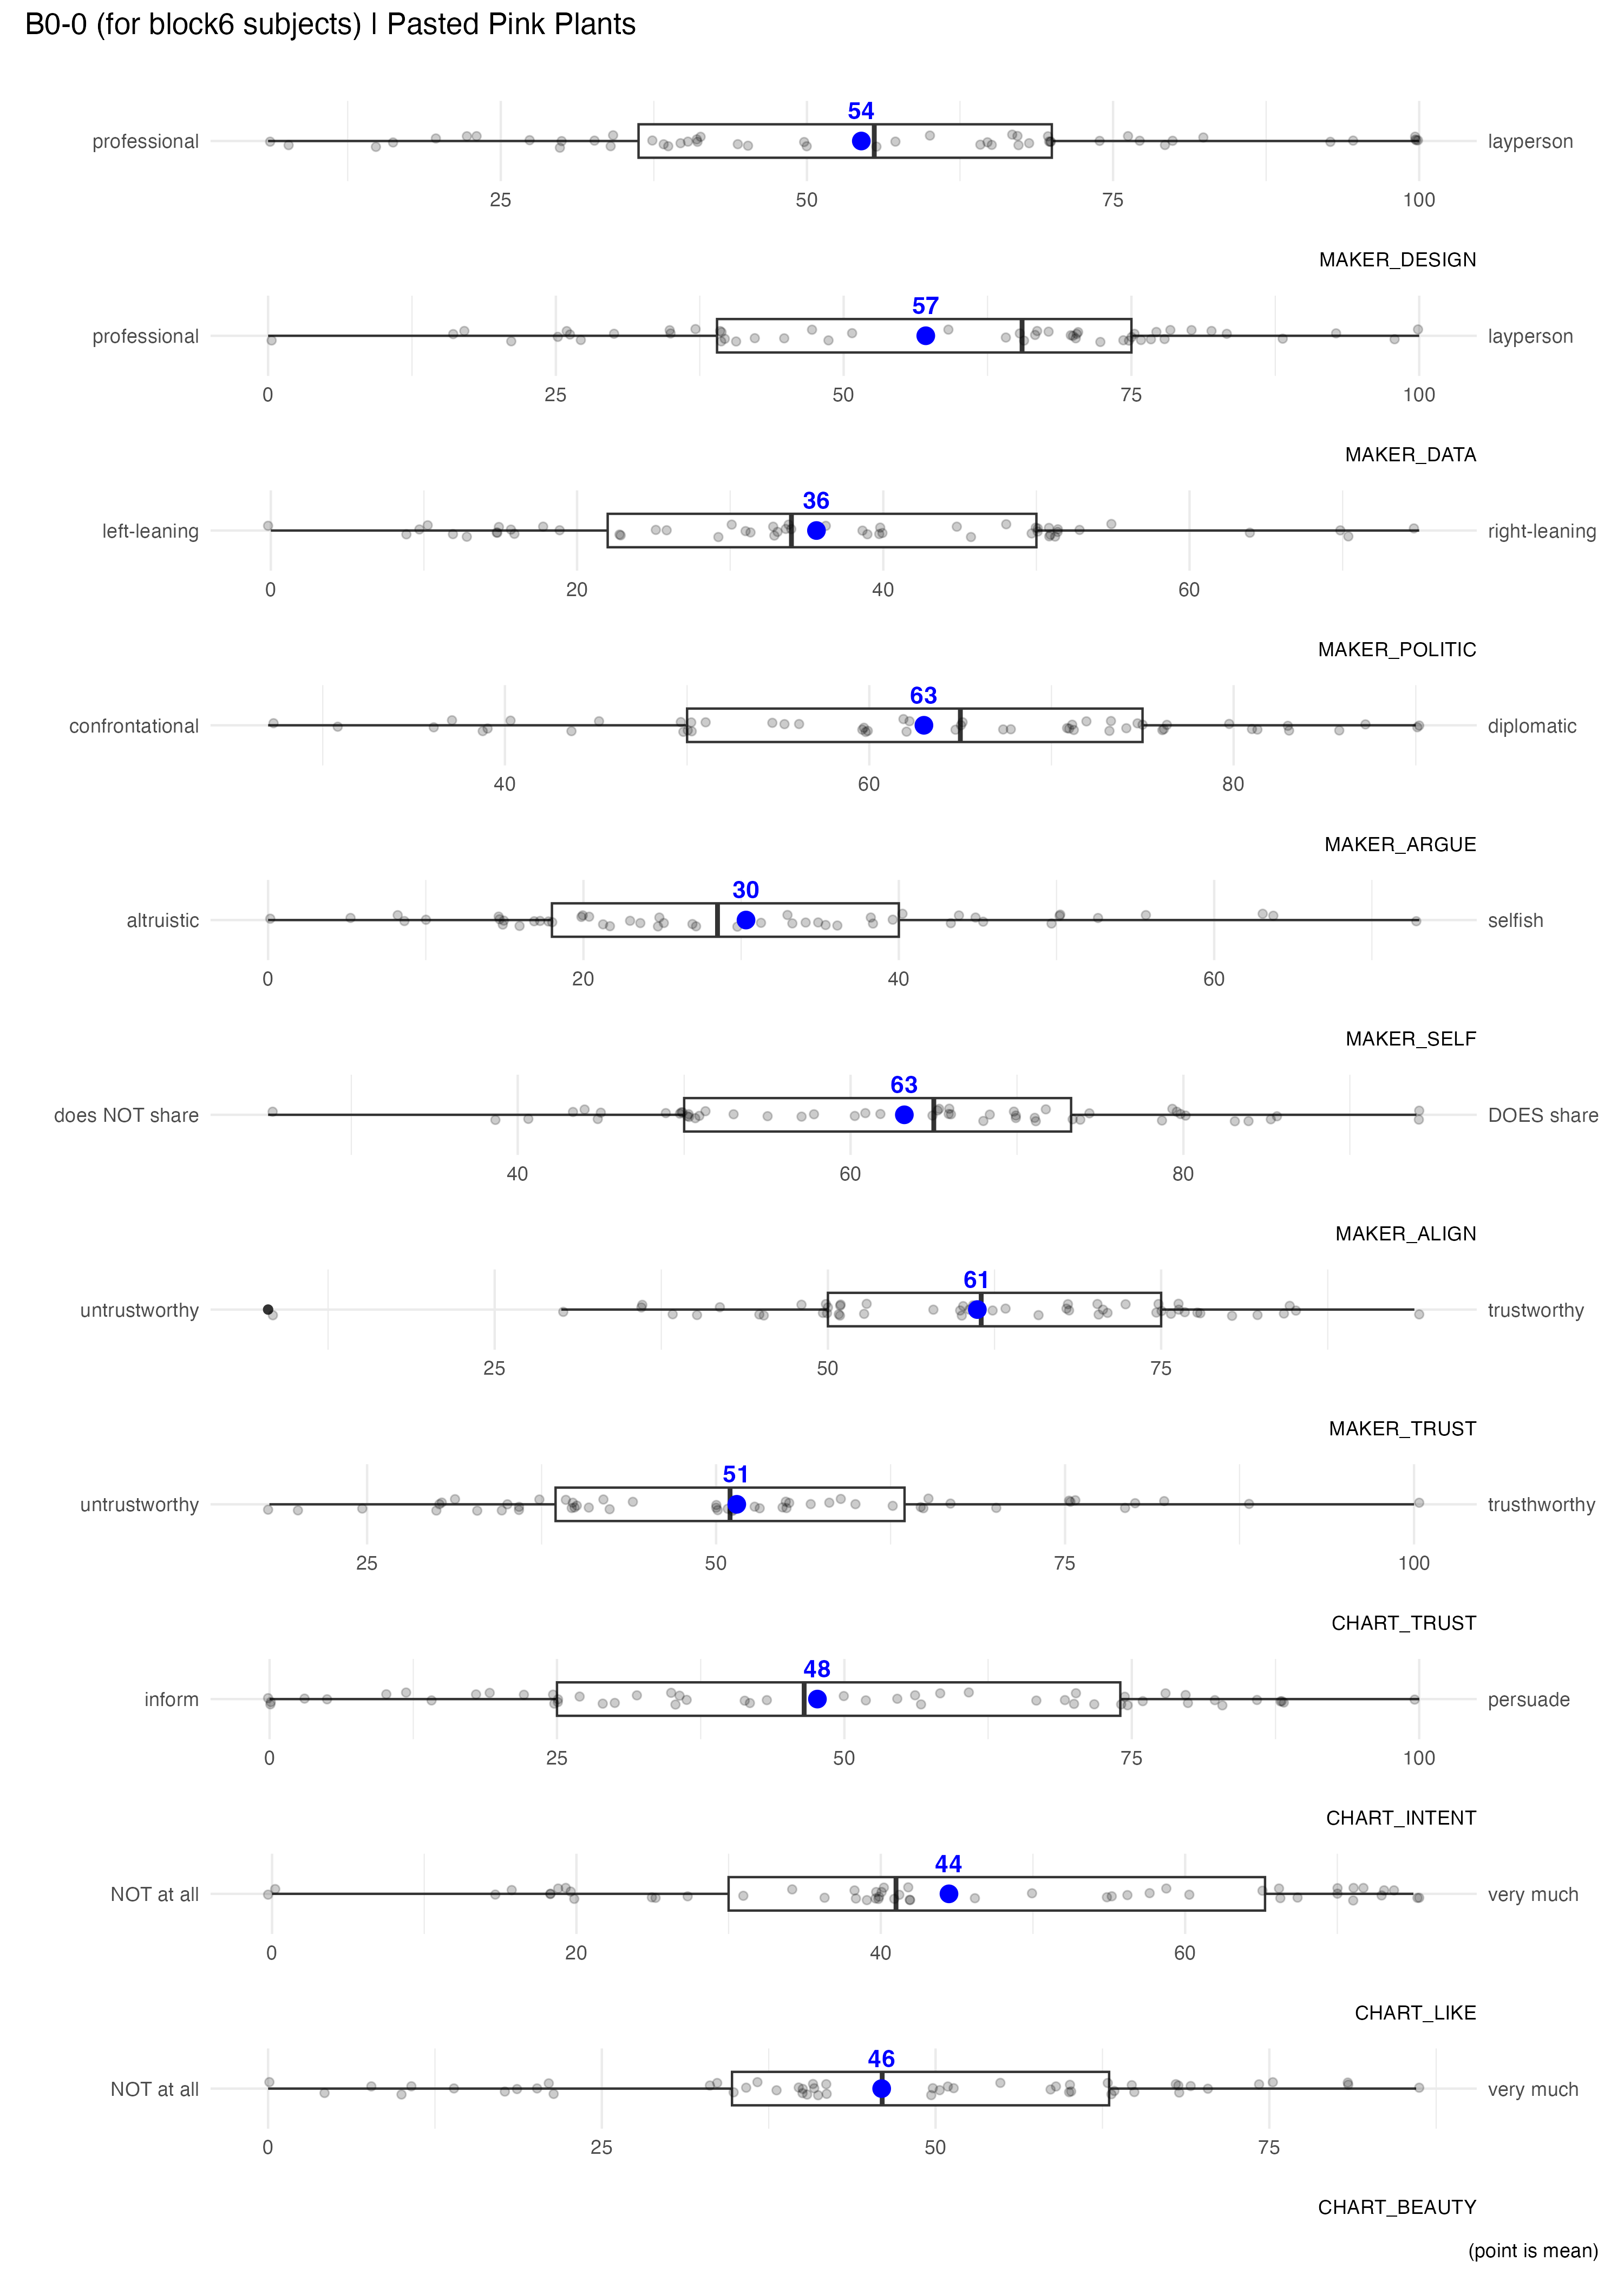 B0-0 (for block6 subjects) | Pasted Pink Plants
54
professional layperson
25 50 75 100
MAKER_DESIGN
57
professional layperson
0 25 50 75 100
MAKER_DATA
36
left-leaning right-leaning
0 20 40 60
MAKER_POLITIC
63
confrontational diplomatic
40 60 80
MAKER_ARGUE
30
altruistic selfish
0 20 40 60
MAKER_SELF
63
does NOT share DOES share
40 60 80
MAKER_ALIGN
61
untrustworthy trustworthy
25 50 75
MAKER_TRUST
51
untrustworthy trusthworthy
25 50 75 100
CHART_TRUST
48
inform persuade
0 25 50 75 100
CHART_INTENT
44
NOT at all very much
0 20 40 60
CHART_LIKE
46
NOT at all very much
0 25 50 75
CHART_BEAUTY
(point is mean)